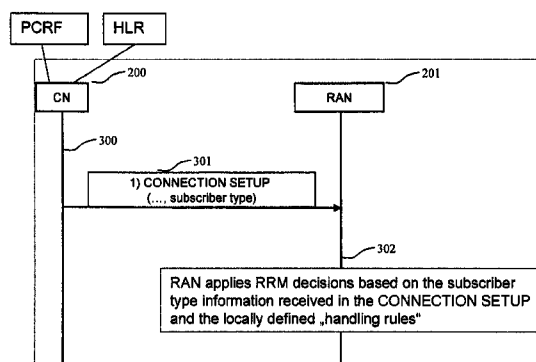 PCRF
HLR
200
201
CN
RAN
300
301
1) CONNECTION SETUP
(..., subscriber type)
302
RAN applies RRM decisions based on the subscriber
type information received in the CONNECTION SETUP
and the locally defined „handling rules"